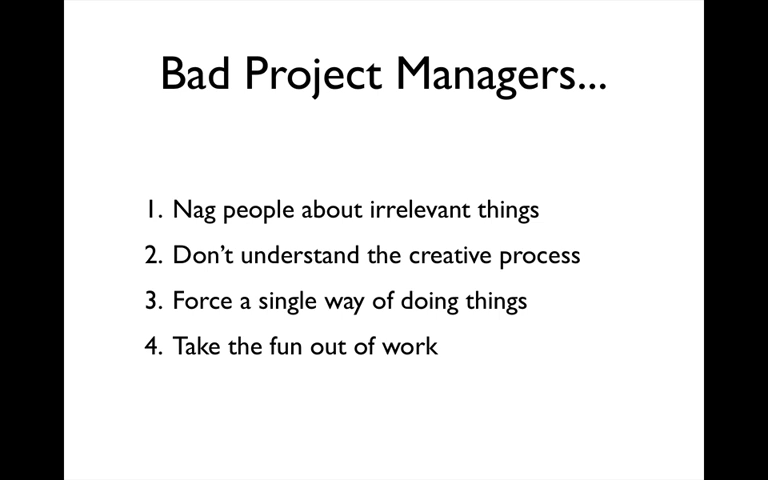 Bad Project Managers...
1. Nag people about irrelevant things
2. Don’t understand the creative process
3. Force a single way of doing things
4. Take the fun out of work